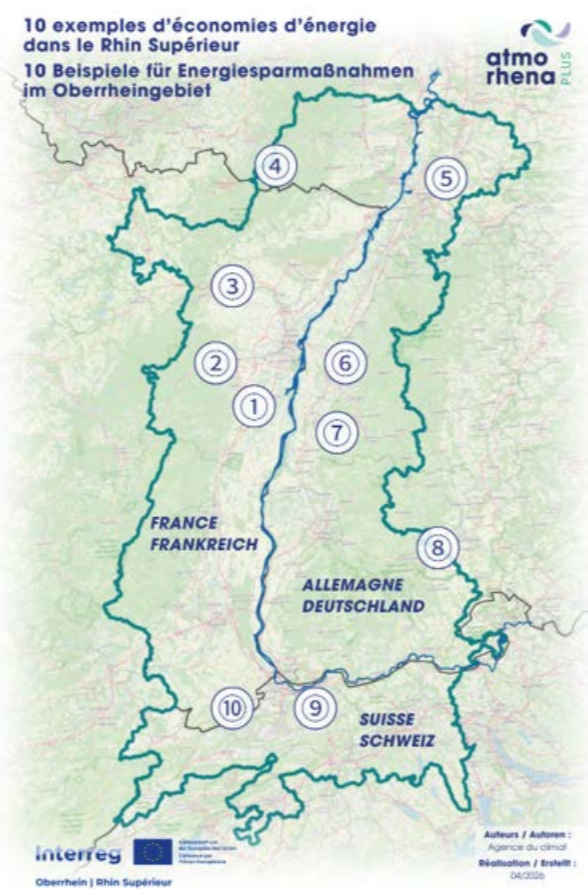 10 exemples d’économies d’énergie
dans le Rhin Supérieur
10 Beispiele für Energiesparmaßnahmen
im Oberrheingebiet
atmo
rhena
PLUS
4
5
3
2
6
1
7
FRANCE
FRANKREICH
8
ALLEMAGNE
DEUTSCHLAND
10
9
SUISSE
SCHWEIZ
Interreg
Oberrhein | Rhin Supérieur
Auteurs / Autoren :
Agence du climat
Réalisation / Erstellt :
04/2026